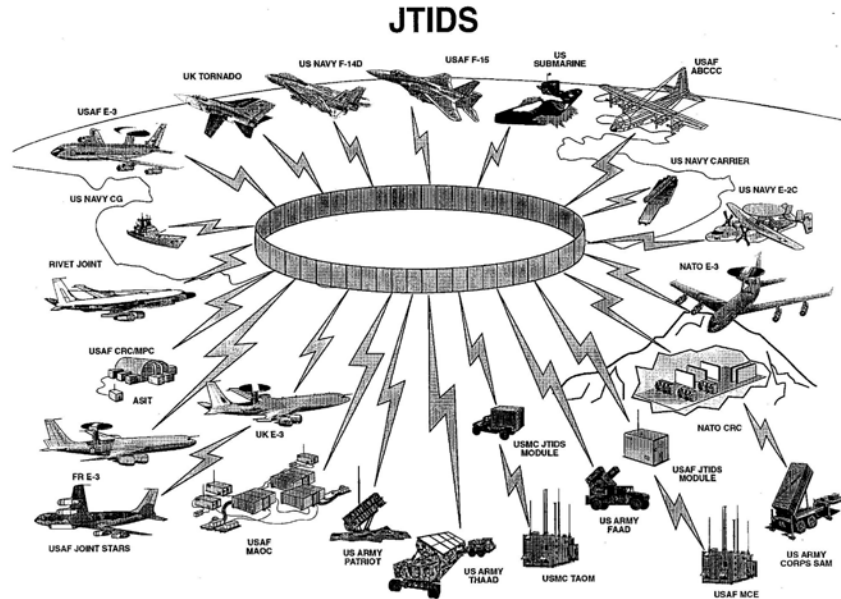 JTIDS
US NAVY F-14D
USAF F-15
US
SUBMARINE
USAF
ABCCC
UK TORNADO
USAF E-3
US NAVY CARRIER
US NAVY CG
US NAVY E-2C
RIVET JOINT
NATO E-3
USAF CRC/MPC
ASIT
UK E-3
NATO CRC
USMC JTIDS
MODULE
FR E-3
USAF JTIDS
MODULE
US ARMY
FAAD
USAF JOINT STARS
USAF
MAOC
US ARMY
PATRIOT
US ARMY
THAAD
USMC TAOM
US ARMY
CORPS SAM
USAF MCE